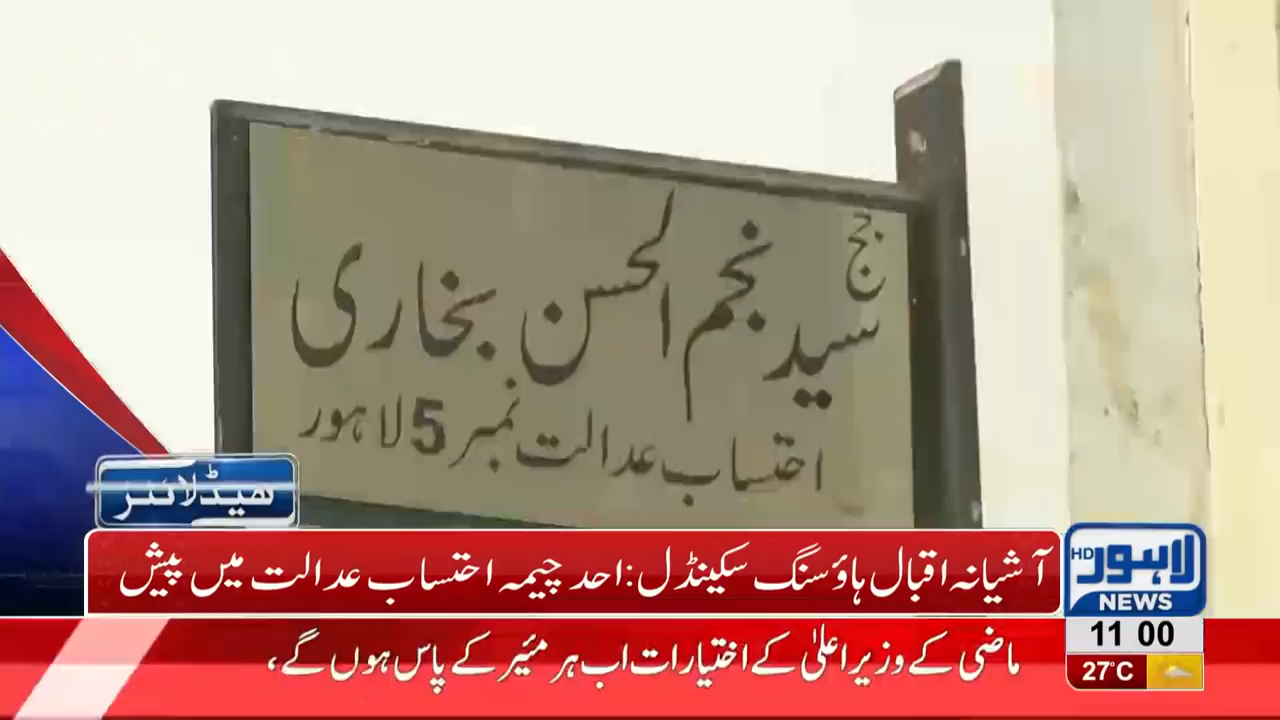 جج
سید نجم الحسن بخاری
احتساب عدالت نمبر 5 لاہور
ہیڈلائنز
آشیانہ اقبال ہاؤسنگ سکینڈل: احد چیمہ احتساب عدالت میں پیش
HD لاہور
NEWS
11 00
27°C
ماضی کے وزیراعلیٰ کے اختیارات اب ہر مئیر کے پاس ہوں گے،